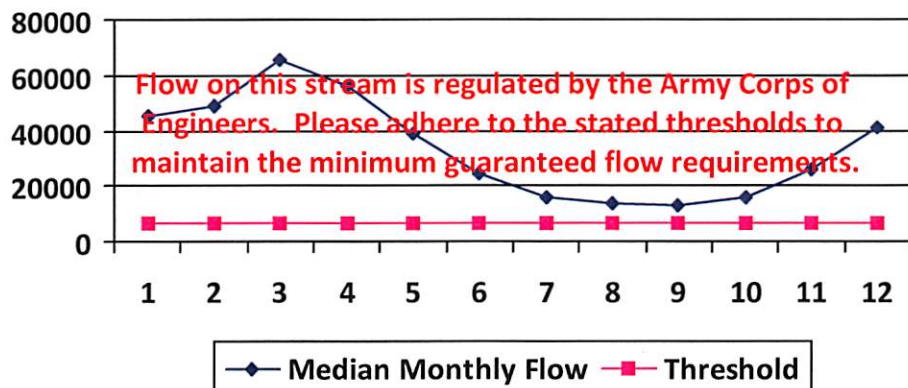 80000
60000
40000
20000
0
Flow on this stream is regulated by the Army Corps of
Engineers. Please adhere to the stated thresholds to
maintain the minimum guaranteed flow requirements.
1 2 3 4 5 6 7 8 9 10 11 12
Median Monthly Flow Threshold